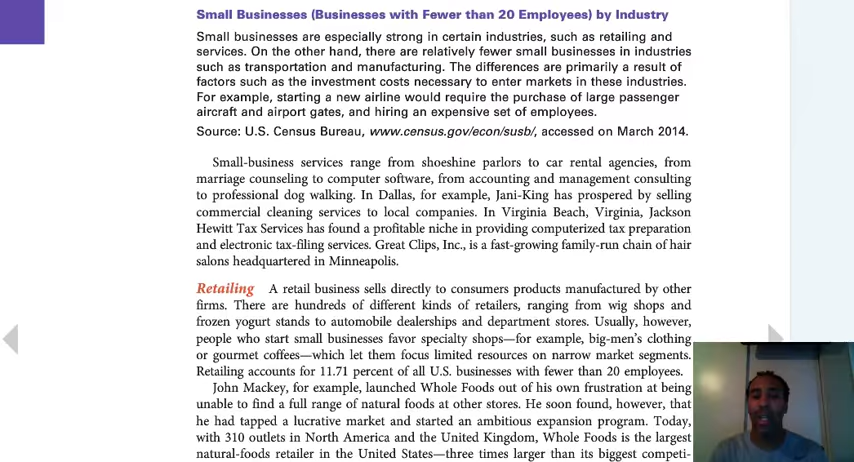 Small Businesses (Businesses with Fewer than 20 Employees) by Industry
Small businesses are especially strong in certain industries, such as retailing and
services. On the other hand, there are relatively fewer small businesses in industries
such as transportation and manufacturing. The differences are primarily a result of
factors such as the investment costs necessary to enter markets in these industries.
For example, starting a new airline would require the purchase of large passenger
aircraft and airport gates, and hiring an expensive set of employees.
Source: U.S. Census Bureau, www.census.gov/econ/susb/, accessed on March 2014.
Small-business services range from shoeshine parlors to car rental agencies, from
marriage counseling to computer software, from accounting and management consulting
to professional dog walking. In Dallas, for example, Jani-King has prospered by selling
commercial cleaning services to local companies. In Virginia Beach, Virginia, Jackson
Hewitt Tax Services has found a profitable niche in providing computerized tax preparation
and electronic tax-filing services. Great Clips, Inc., is a fast-growing family-run chain of hair
salons headquartered in Minneapolis.
Retailing A retail business sells directly to consumers products manufactured by other
firms. There are hundreds of different kinds of retailers, ranging from wig shops and
frozen yogurt stands to automobile dealerships and department stores. Usually, however,
people who start small businesses favor specialty shops—for example, big-men's clothing
or gourmet coffees—which let them focus limited resources on narrow market segments.
Retailing accounts for 11.71 percent of all U.S. businesses with fewer than 20 employees.
John Mackey, for example, launched Whole Foods out of his own frustration at being
unable to find a full range of natural foods at other stores. He soon found, however, that
he had tapped a lucrative market and started an ambitious expansion program. Today,
with 310 outlets in North America and the United Kingdom, Whole Foods is the largest
natural-foods retailer in the United States—three times larger than its biggest competi-